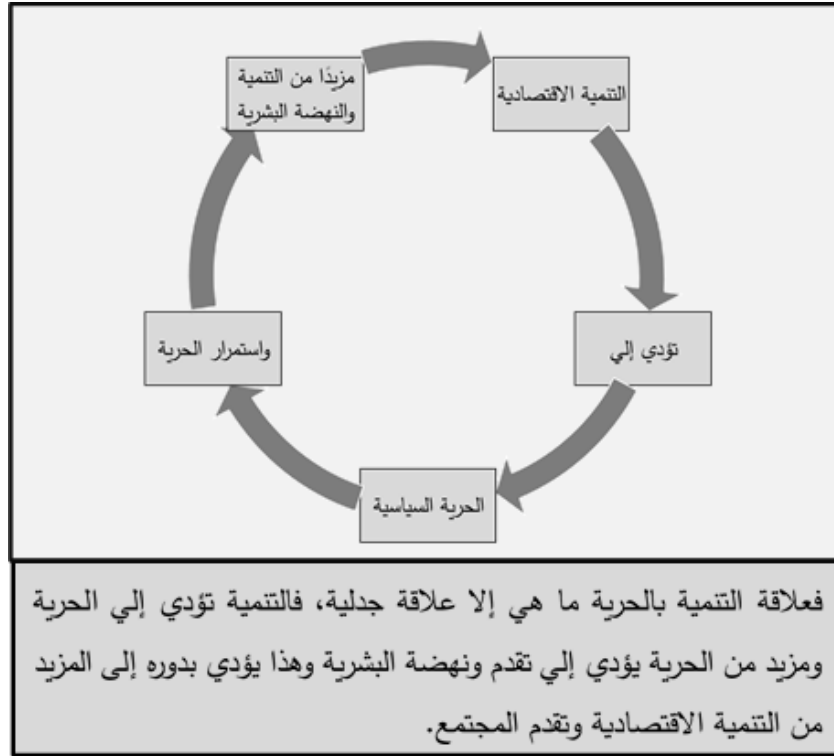 التنمية الاقتصادية
تؤدي إلي
الحرية السياسية
واستمرار الحرية
مزيدًا من التنمية
والنهضة البشرية
فعلاقة التنمية بالحرية ما هي إلا علاقة جدلية، فالتنمية تؤدي إلي الحرية
ومزيد من الحرية يؤدي إلي تقدم ونهضة البشرية وهذا يؤدي بدوره إلى المزيد
من التنمية الاقتصادية وتقدم المجتمع.